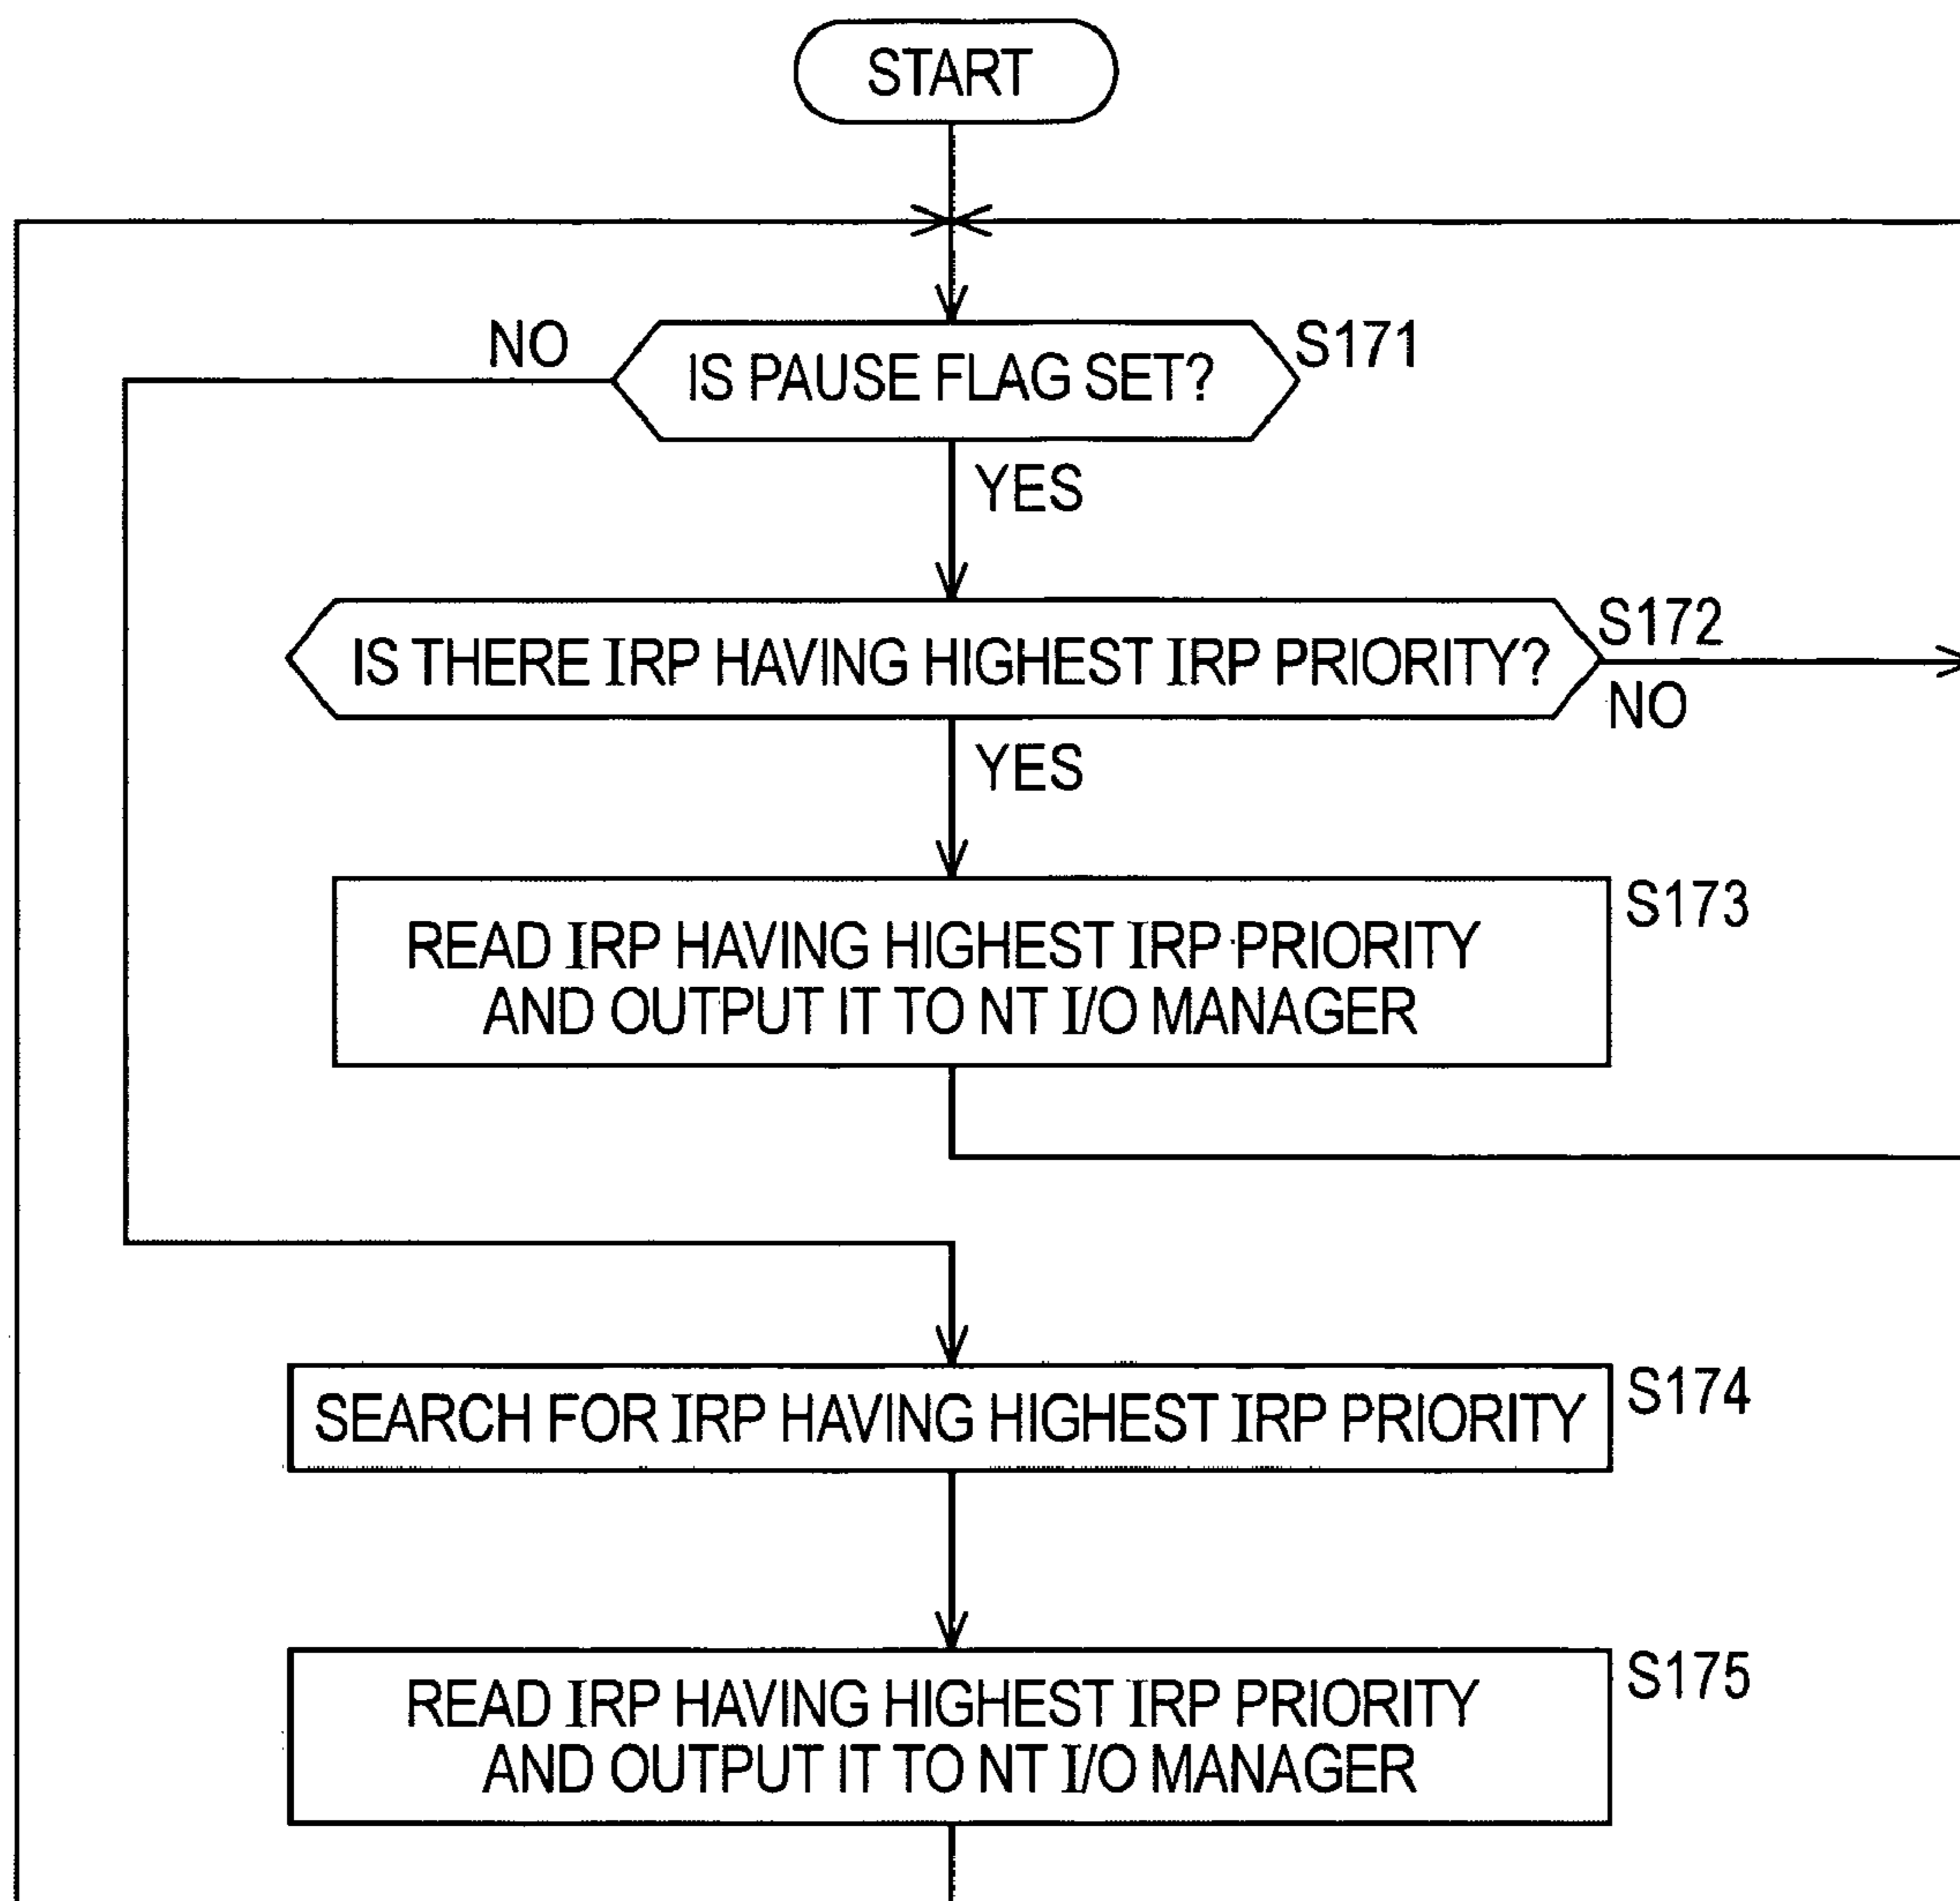 START
NO
IS PAUSE FLAG SET?
S171
YES
IS THERE IRP HAVING HIGHEST IRP PRIORITY?
S172
NO
YES
READ IRP HAVING HIGHEST IRP PRIORITY
AND OUTPUT IT TO NT I/O MANAGER
S173
SEARCH FOR IRP HAVING HIGHEST IRP PRIORITY
S174
READ IRP HAVING HIGHEST IRP PRIORITY
AND OUTPUT IT TO NT I/O MANAGER
S175